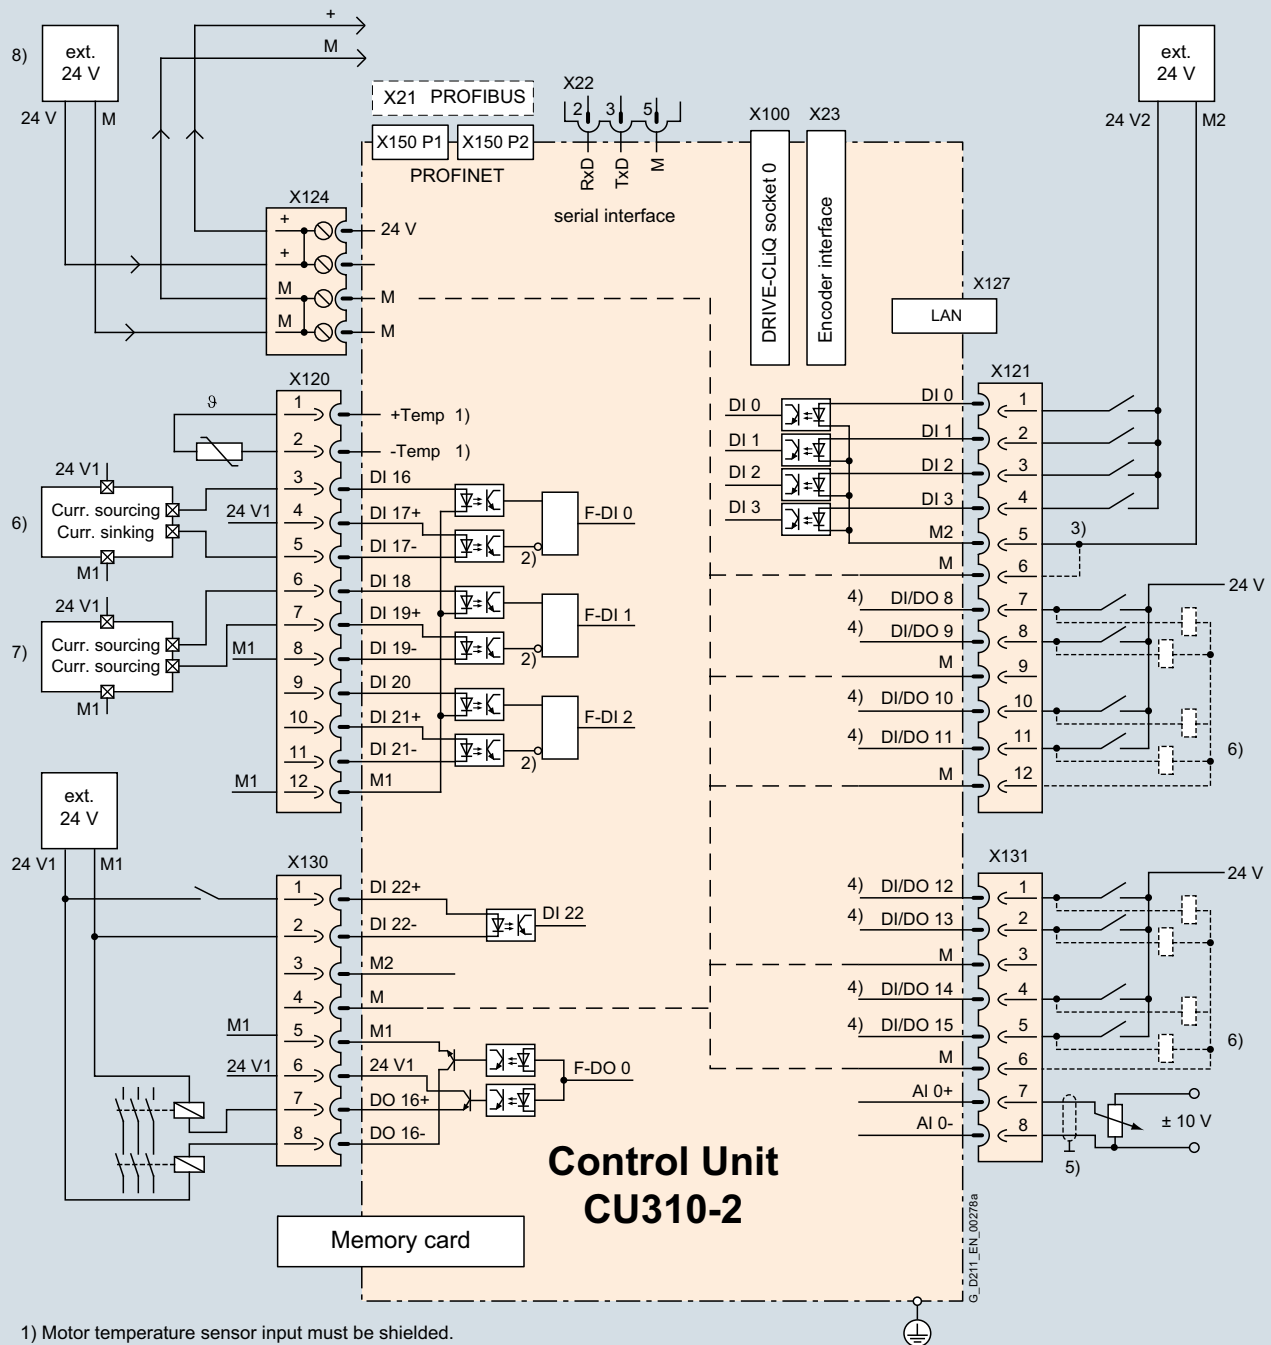 8)
ext.
24 V
24 V
M
+
M
X21 PROFIBUS
X150 P1
X150 P2
PROFINET
X22
2
3
5
RxD
TxD
M
serial interface
X100
X23
DRIVE-CLiQ socket 0
Encoder interface
ext.
24 V
24 V2
M2
X127
LAN
X124
+
24 V
+
M
M
M
M
X120
ϑ
1
+Temp 1)
2
-Temp 1)
24 V1
6)
Curr. sourcing
Curr. sinking
M1
3
DI 16
24 V1
4
DI 17+
5
DI 17-
F-DI 0
2)
24 V1
7)
Curr. sourcing
Curr. sourcing
M1
6
DI 18
7
DI 19+
M1
8
DI 19-
F-DI 1
2)
9
DI 20
10
DI 21+
11
DI 21-
F-DI 2
2)
M1
12
M1
X121
DI 0
DI 0
1
DI 1
DI 1
2
DI 2
DI 2
3
DI 3
DI 3
4
M2
5
3)
M
6
24 V
4) DI/DO 8
7
4) DI/DO 9
8
M
9
4) DI/DO 10
10
4) DI/DO 11
11
6)
M
12
ext.
24 V
24 V1
M1
X130
1
DI 22+
2
DI 22-
DI 22
3
M2
4
M
M1
5
M1
24 V1
6
24 V1
F-DO 0
7
DO 16+
8
DO 16-
X131
24 V
4) DI/DO 12
1
4) DI/DO 13
2
M
3
4) DI/DO 14
4
4) DI/DO 15
5
6)
M
6
AI 0+
7
AI 0-
8
5)
± 10 V
Control Unit
CU310-2
Memory card
G_D211_EN_00278a
1) Motor temperature sensor input must be shielded.